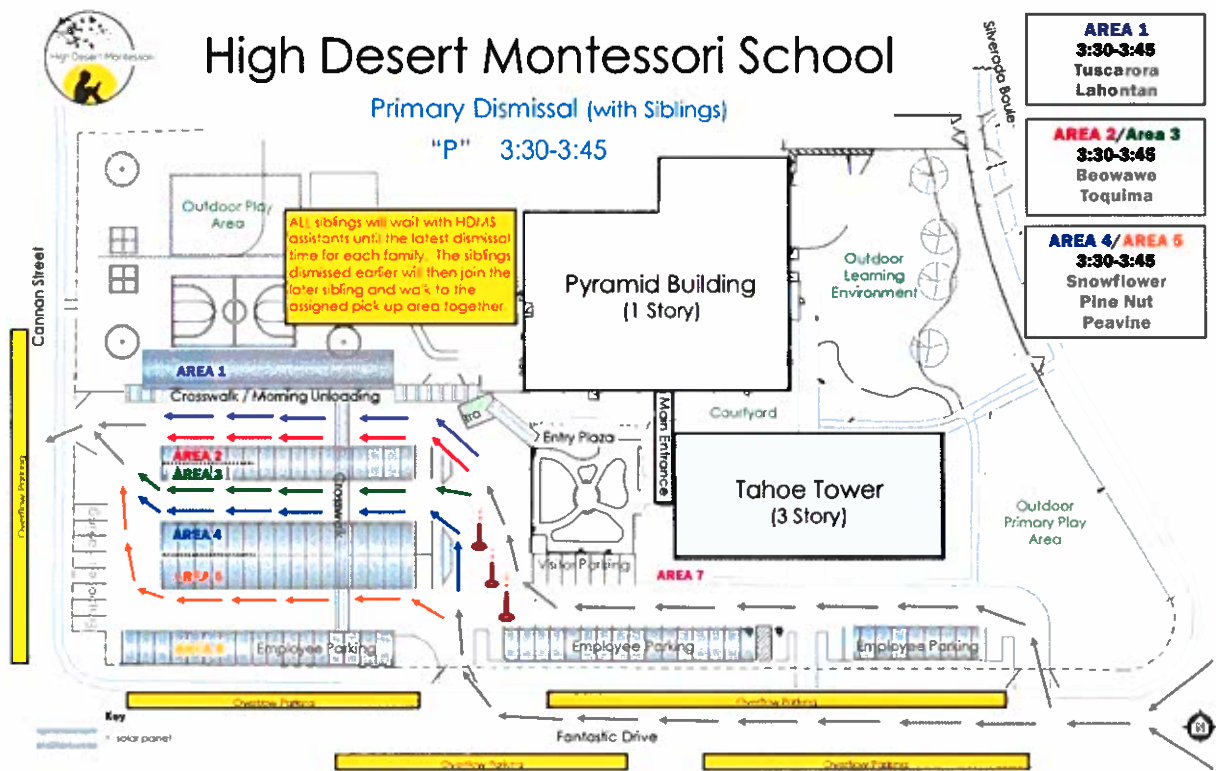 High Desert Montessori
High Desert Montessori School
Primary Dismissal (with Siblings)
"P" 3:30-3:45
AREA 1
3:30-3:45
Tuscarora
Lahontan
AREA 2/Area 3
3:30-3:45
Beowawe
Toquima
AREA 4/AREA 5
3:30-3:45
Snowflower
Pine Nut
Peavine
Silverada Boule
Outdoor Play
Area
ALL siblings will wait with HDMS
assistants until the latest dismissal
time for each family. The siblings
dismissed earlier will then join the
later sibling and walk to the
assigned pick up area together.
Pyramid Building
(1 Story)
Outdoor
Learning
Environment
Cannan Street
Overflow Parking
AREA 1
Crosswalk / Morning Unloading
Main Entrance
Courtyard
Entry Plaza
AREA 2
AREA 3
Crosswalk
Tahoe Tower
(3 Story)
Outdoor
Primary Play
Area
AREA 4
AREA 5
Visitor Parking
AREA 7
Employee Parking
Employee Parking
Employee Parking
Overflow Parking
Overflow Parking
Key
solar panel
Fantastic Drive
Overflow Parking
Overflow Parking
N